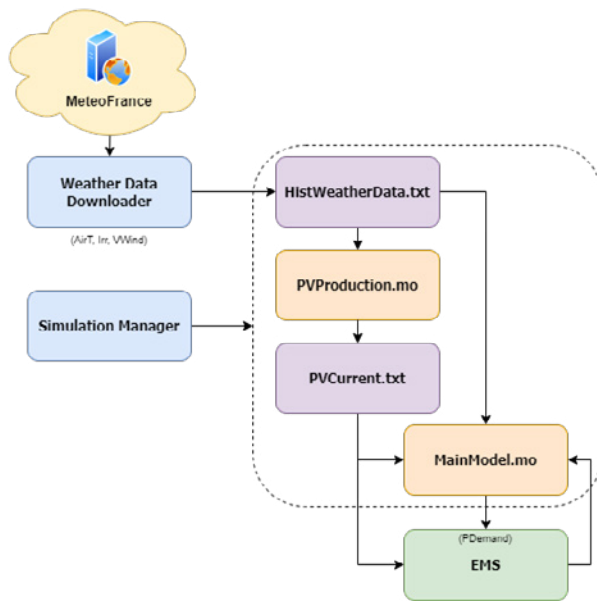 MeteoFrance
Weather Data
Downloader
(AirT, Irr, VWind)
HistWeatherData.txt
PVProduction.mo
Simulation Manager
PVCurrent.txt
MainModel.mo
(PDemand)
EMS